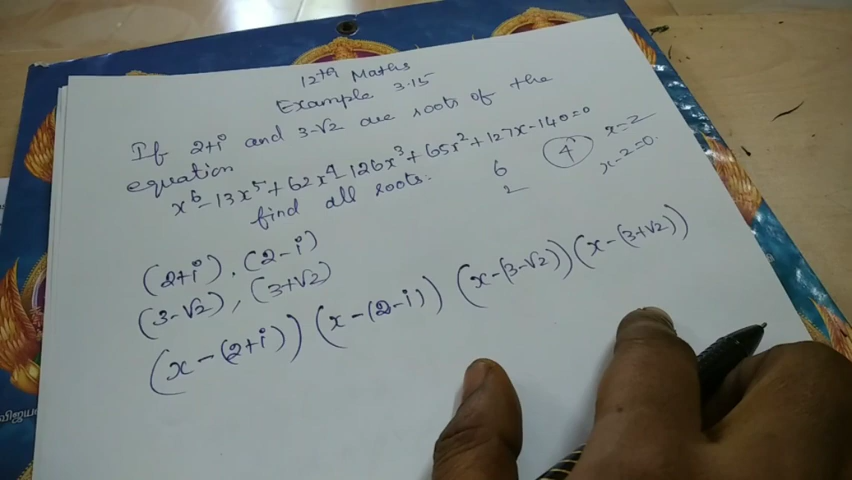 12th Maths
Example 3.15
If 2+i and 3-√2 are roots of the
equation
x⁶-13x⁵+62x⁴-126x³+65x²+127x-140=0
find all roots.
6
2
4
x=2
x-2=0.
(2+i), (2-i)
(3-√2), (3+√2)
(x-(2+i)) (x-(2-i)) (x-(3-√2)) (x-(3+√2))